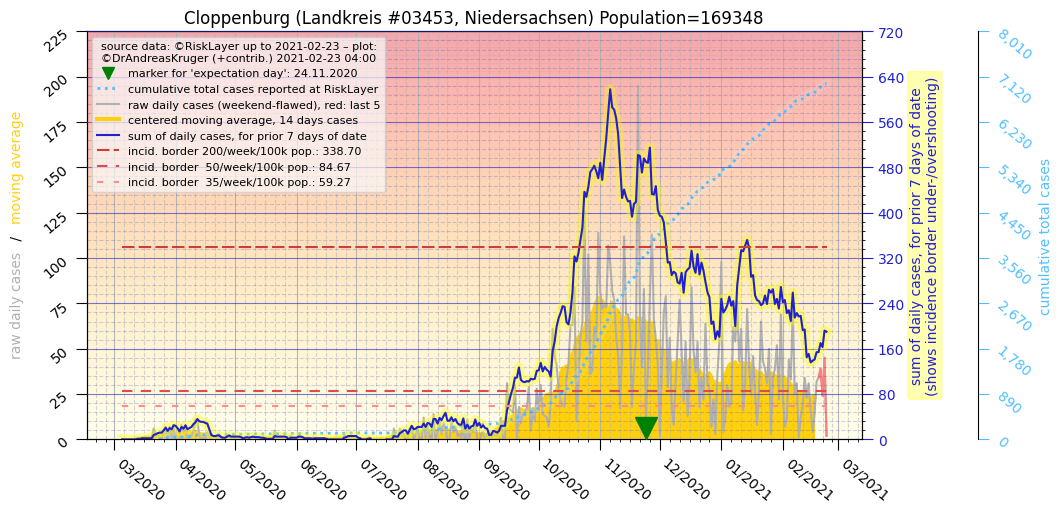 Cloppenburg (Landkreis #03453, Niedersachsen) Population=169348
source data: ©RiskLayer up to 2021-02-23 – plot:
©DrAndreasKruger (+contrib.) 2021-02-23 04:00
marker for 'expectation day': 24.11.2020
cumulative total cases reported at RiskLayer
raw daily cases (weekend-flawed), red: last 5
centered moving average, 14 days cases
sum of daily cases, for prior 7 days of date
incid. border 200/week/100k pop.: 338.70
incid. border  50/week/100k pop.: 84.67
incid. border  35/week/100k pop.: 59.27
raw daily cases / moving average
225
200
175
150
125
100
75
50
25
0
03/2020
04/2020
05/2020
06/2020
07/2020
08/2020
09/2020
10/2020
11/2020
12/2020
01/2021
02/2021
03/2021
720
640
560
480
400
320
240
160
80
0
sum of daily cases, for prior 7 days of date
(shows incidence border under-/overshooting)
8,010
7,120
6,230
5,340
4,450
3,560
2,670
1,780
890
0
cumulative total cases